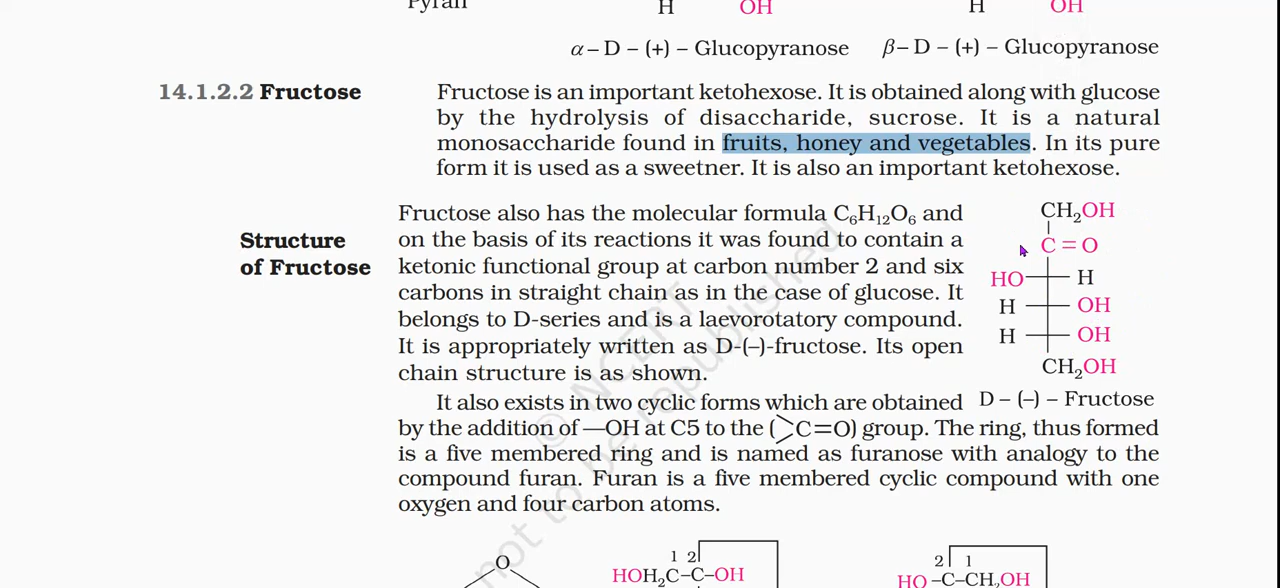 Pyran
H OH H OH
α – D – (+) – Glucopyranose β – D – (+) – Glucopyranose
14.1.2.2 Fructose
Fructose is an important ketohexose. It is obtained along with glucose
by the hydrolysis of disaccharide, sucrose. It is a natural
monosaccharide found in fruits, honey and vegetables. In its pure
form it is used as a sweetner. It is also an important ketohexose.
Structure
of Fructose
Fructose also has the molecular formula C₆H₁₂O₆ and
on the basis of its reactions it was found to contain a
ketonic functional group at carbon number 2 and six
carbons in straight chain as in the case of glucose. It
belongs to D-series and is a laevorotatory compound.
It is appropriately written as D-(–)-fructose. Its open
chain structure is as shown.
CH₂OH
C = O
HO H
H OH
H OH
CH₂OH
D – (–) – Fructose
It also exists in two cyclic forms which are obtained
by the addition of —OH at C5 to the (>C=O) group. The ring, thus formed
is a five membered ring and is named as furanose with analogy to the
compound furan. Furan is a five membered cyclic compound with one
oxygen and four carbon atoms.
O
1 2
HOH₂C–C–OH
2 1
HO –C–CH₂OH
© NCERT
not to be republished